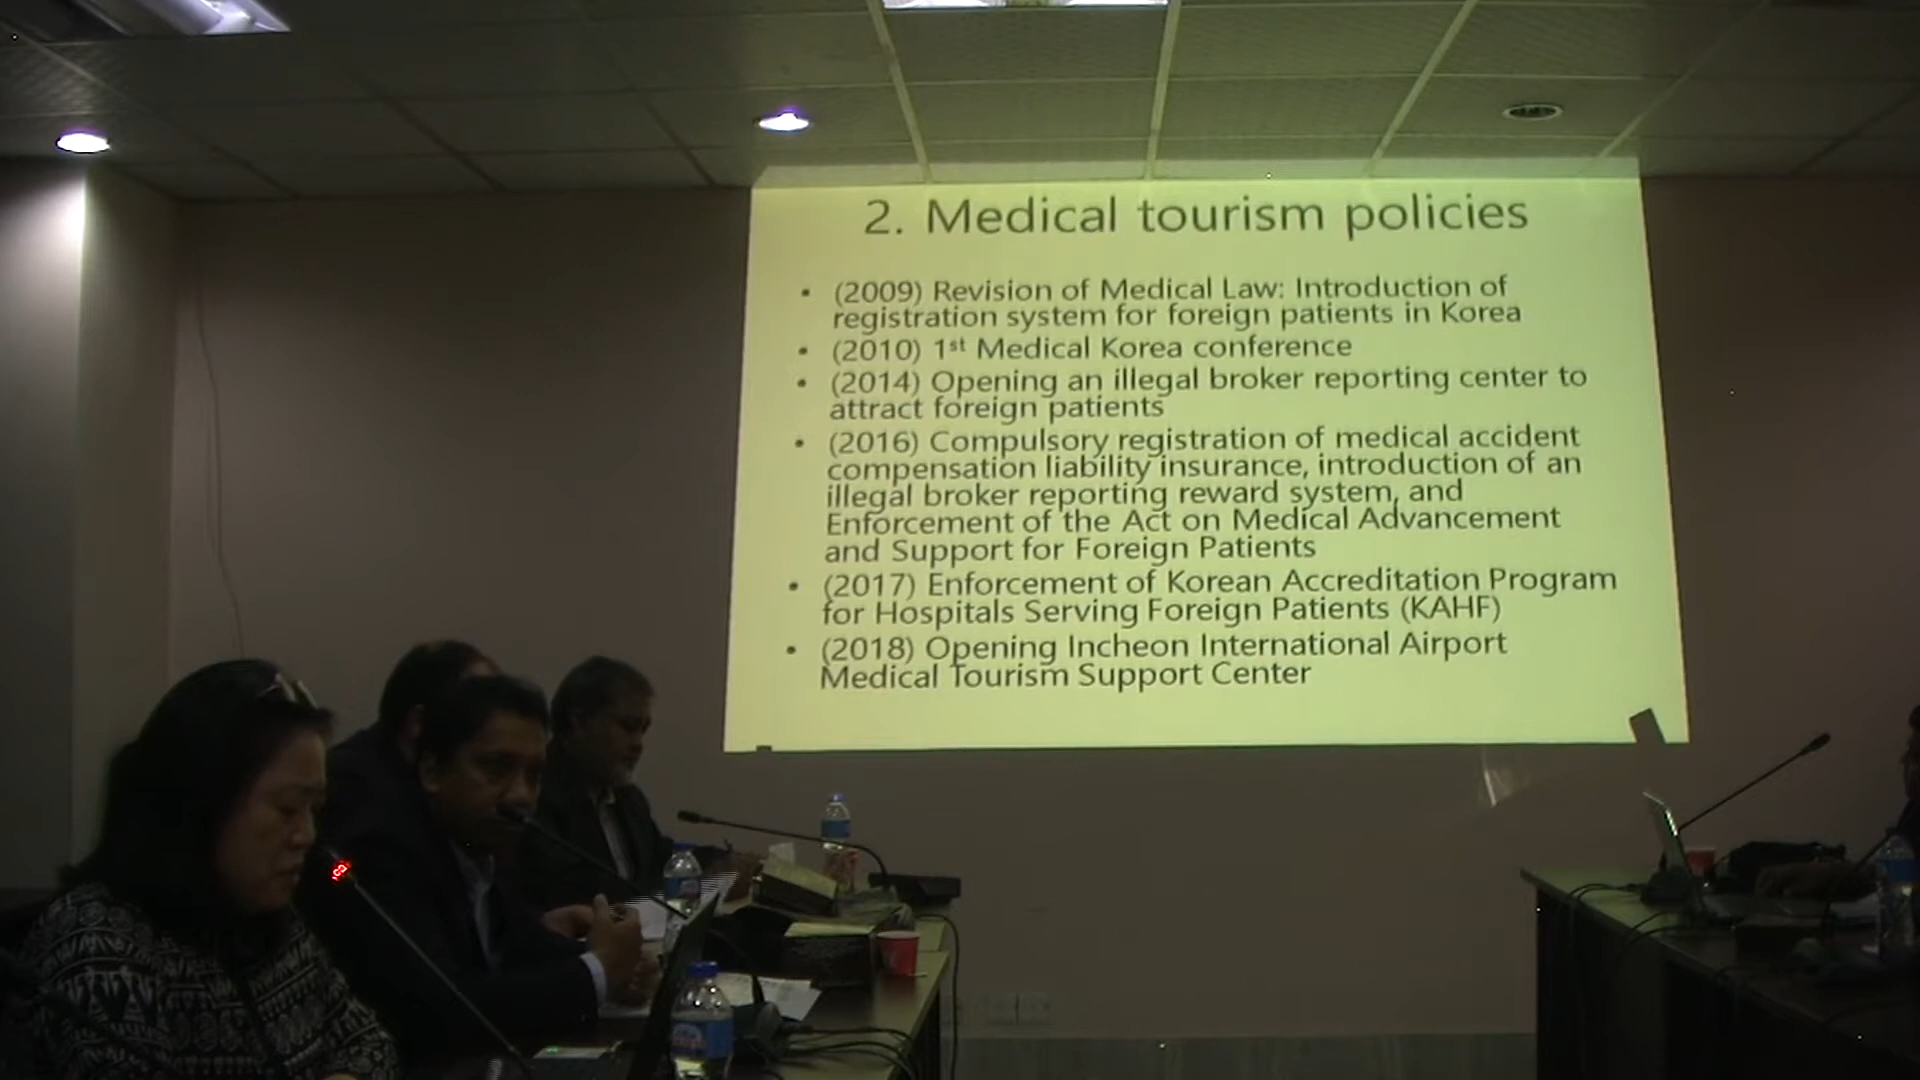 2. Medical tourism policies
• (2009) Revision of Medical Law: Introduction of
registration system for foreign patients in Korea
• (2010) 1st Medical Korea conference
• (2014) Opening an illegal broker reporting center to
attract foreign patients
• (2016) Compulsory registration of medical accident
compensation liability insurance, introduction of an
illegal broker reporting reward system, and
Enforcement of the Act on Medical Advancement
and Support for Foreign Patients
• (2017) Enforcement of Korean Accreditation Program
for Hospitals Serving Foreign Patients (KAHF)
• (2018) Opening Incheon International Airport
Medical Tourism Support Center